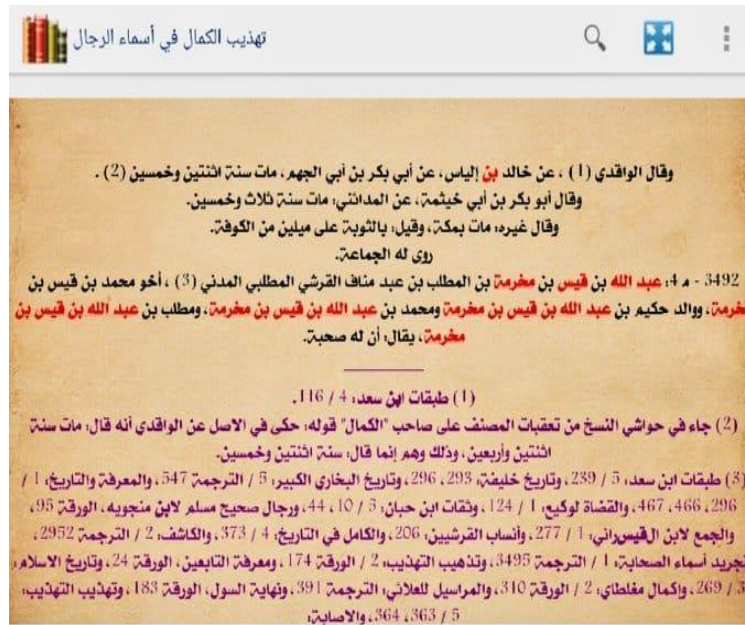 تهذيب الكمال في أسماء الرجال
وقال الواقدي (1) ، عن خالد بن إلياس، عن أبي بكر بن أبي الجهم، مات سنة اثنتين وخمسين (2) .
وقال أبو بكر بن أبي خيثمة، عن المدائني: مات سنة ثلاث وخمسين.
وقال غيره: مات بمكة، وقيل: بالثوبة على ميلين من الكوفة.
روى له الجماعة.
3492 - م 4: عبد الله بن قيس بن مخرمة بن المطلب بن عبد مناف القرشي المطلبي المدني (3) ، أخو محمد بن قيس بن
مخرمة، ووالد حكيم بن عبد الله بن قيس بن مخرمة ومحمد بن عبد الله بن قيس بن مخرمة، ومطلب بن عبد الله بن قيس بن
مخرمة، يقال: أن له صحبة.
(1) طبقات ابن سعد: 4 / 116.
(2) جاء في حواشي النسخ من تعقبات المصنف على صاحب "الكمال" قوله: حكى في الاصل عن الواقدي أنه قال: مات سنة
اثنتين وأربعين، وذلك وهم إنما قال: سنة اثنتين وخمسين.
(3) طبقات ابن سعد: 5 / 239، وتاريخ خليفة: 293، 296، وتاريخ البخاري الكبير: 5 / الترجمة 547، والمعرفة والتاريخ: 1 /
296، 466، 467، والقضاة لوكيع: 1 / 124، وثقات ابن حبان: 5 / 10، 44، ورجال صحيح مسلم لابن منجويه، الورقة 95،
والجمع لابن القيسراني: 1 / 277، وأنساب القرشيين: 206، والكامل في التاريخ: 4 / 373، والكاشف: 2 / الترجمة 2952،
تجريد أسماء الصحابة: 1 / الترجمة 3495، وتذهيب التهذيب: 2 / الورقة 174، ومعرفة التابعين، الورقة 24، وتاريخ الاسلام:
3 / 269، وإكمال مغلطاي: 2 / الورقة 310، والمراسيل للعلائي: الترجمة 391، ونهاية السول، الورقة 183، وتهذيب التهذيب:
5 / 363، 364، والاصابة: